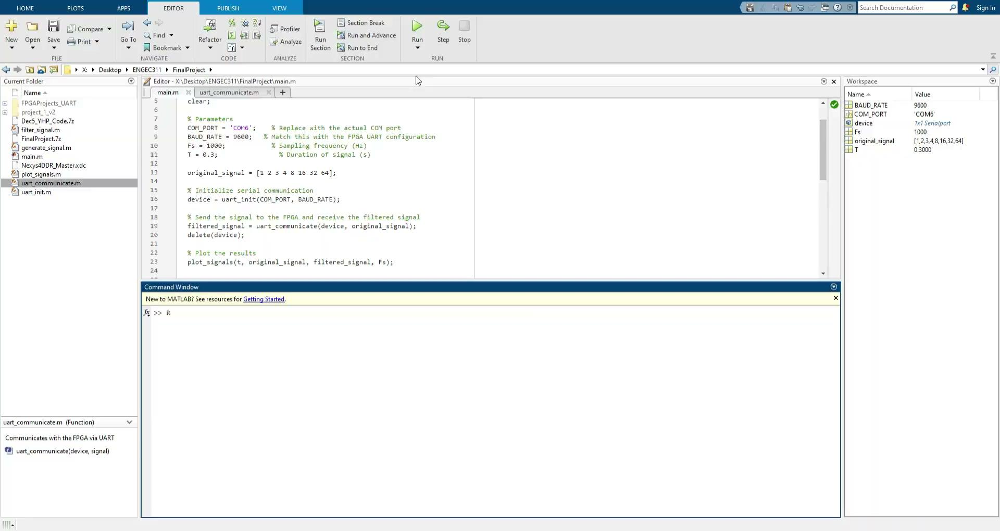 HOME PLOTS APPS EDITOR PUBLISH VIEW Search Documentation Sign In
New Open Save Compare Print FILE
Go To Find Bookmark NAVIGATE
Refactor CODE
Profiler Analyze ANALYZE
Run Section Section Break Run and Advance Run to End SECTION
Run Step Stop RUN
X: Desktop ENGEC311 FinalProject
Current Folder
Name
FPGAProjects_UART
project_1_v2
Dec5_YHP_Code.7z
filter_signal.m
FinalProject.7z
generate_signal.m
main.m
Nexys4DDR_Master.xdc
plot_signals.m
uart_communicate.m
uart_init.m
uart_communicate.m (Function)
Communicates with the FPGA via UART
uart_communicate(device, signal)
Editor - X:\Desktop\ENGEC311\FinalProject\main.m
main.m uart_communicate.m
5 clear;
6
7 % Parameters
8 COM_PORT = 'COM6'; % Replace with the actual COM port
9 BAUD_RATE = 9600; % Match this with the FPGA UART configuration
10 Fs = 1000; % Sampling frequency (Hz)
11 T = 0.3; % Duration of signal (s)
12
13 original_signal = [1 2 3 4 8 16 32 64];
14
15 % Initialize serial communication
16 device = uart_init(COM_PORT, BAUD_RATE);
17
18 % Send the signal to the FPGA and receive the filtered signal
19 filtered_signal = uart_communicate(device, original_signal);
20 delete(device);
21
22 % Plot the results
23 plot_signals(t, original_signal, filtered_signal, Fs);
24
Command Window
New to MATLAB? See resources for Getting Started.
fx >> R
Workspace
Name Value
BAUD_RATE 9600
COM_PORT 'COM6'
device 1x1 Serialport
Fs 1000
original_signal [1,2,3,4,8,16,32,64]
T 0.3000